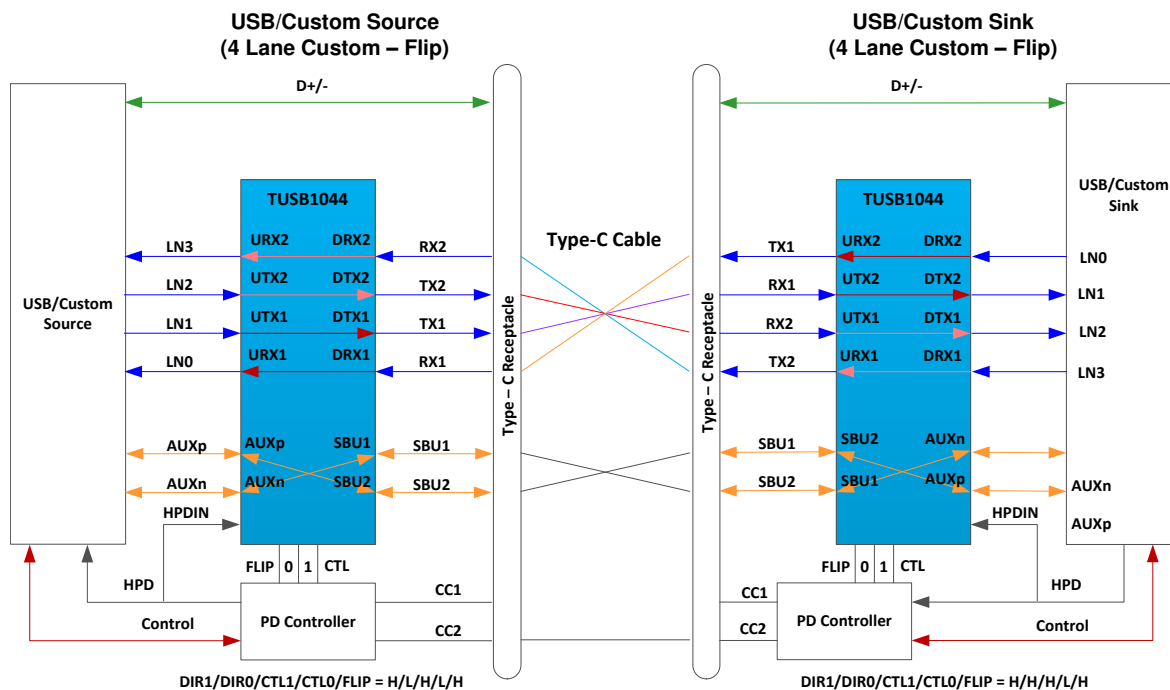 USB/Custom Source
(4 Lane Custom – Flip)
USB/Custom Sink
(4 Lane Custom – Flip)
D+/-
D+/-
TUSB1044
TUSB1044
USB/Custom
Sink
Type-C Cable
LN3 URX2 DRX2 RX2
TX1 URX2 DRX2 LN0
LN2 UTX2 DTX2 TX2
RX1 UTX2 DTX2 LN1
USB/Custom
Source
LN1 UTX1 DTX1 TX1
RX2 UTX1 DTX1 LN2
LN0 URX1 DRX1 RX1
TX2 URX1 DRX1 LN3
Type – C Receptacle
Type – C Receptacle
AUXp AUXp SBU1 SBU1
SBU1 SBU2 AUXn
AUXn AUXn SBU2 SBU2
SBU2 SBU1 AUXp AUXn
HPDIN
HPDIN AUXp
FLIP 0 1 CTL
FLIP 0 1 CTL
HPD
HPD
CC1
CC1
PD Controller
PD Controller
Control
Control
CC2
CC2
DIR1/DIR0/CTL1/CTL0/FLIP = H/L/H/L/H
DIR1/DIR0/CTL1/CTL0/FLIP = H/H/H/L/H